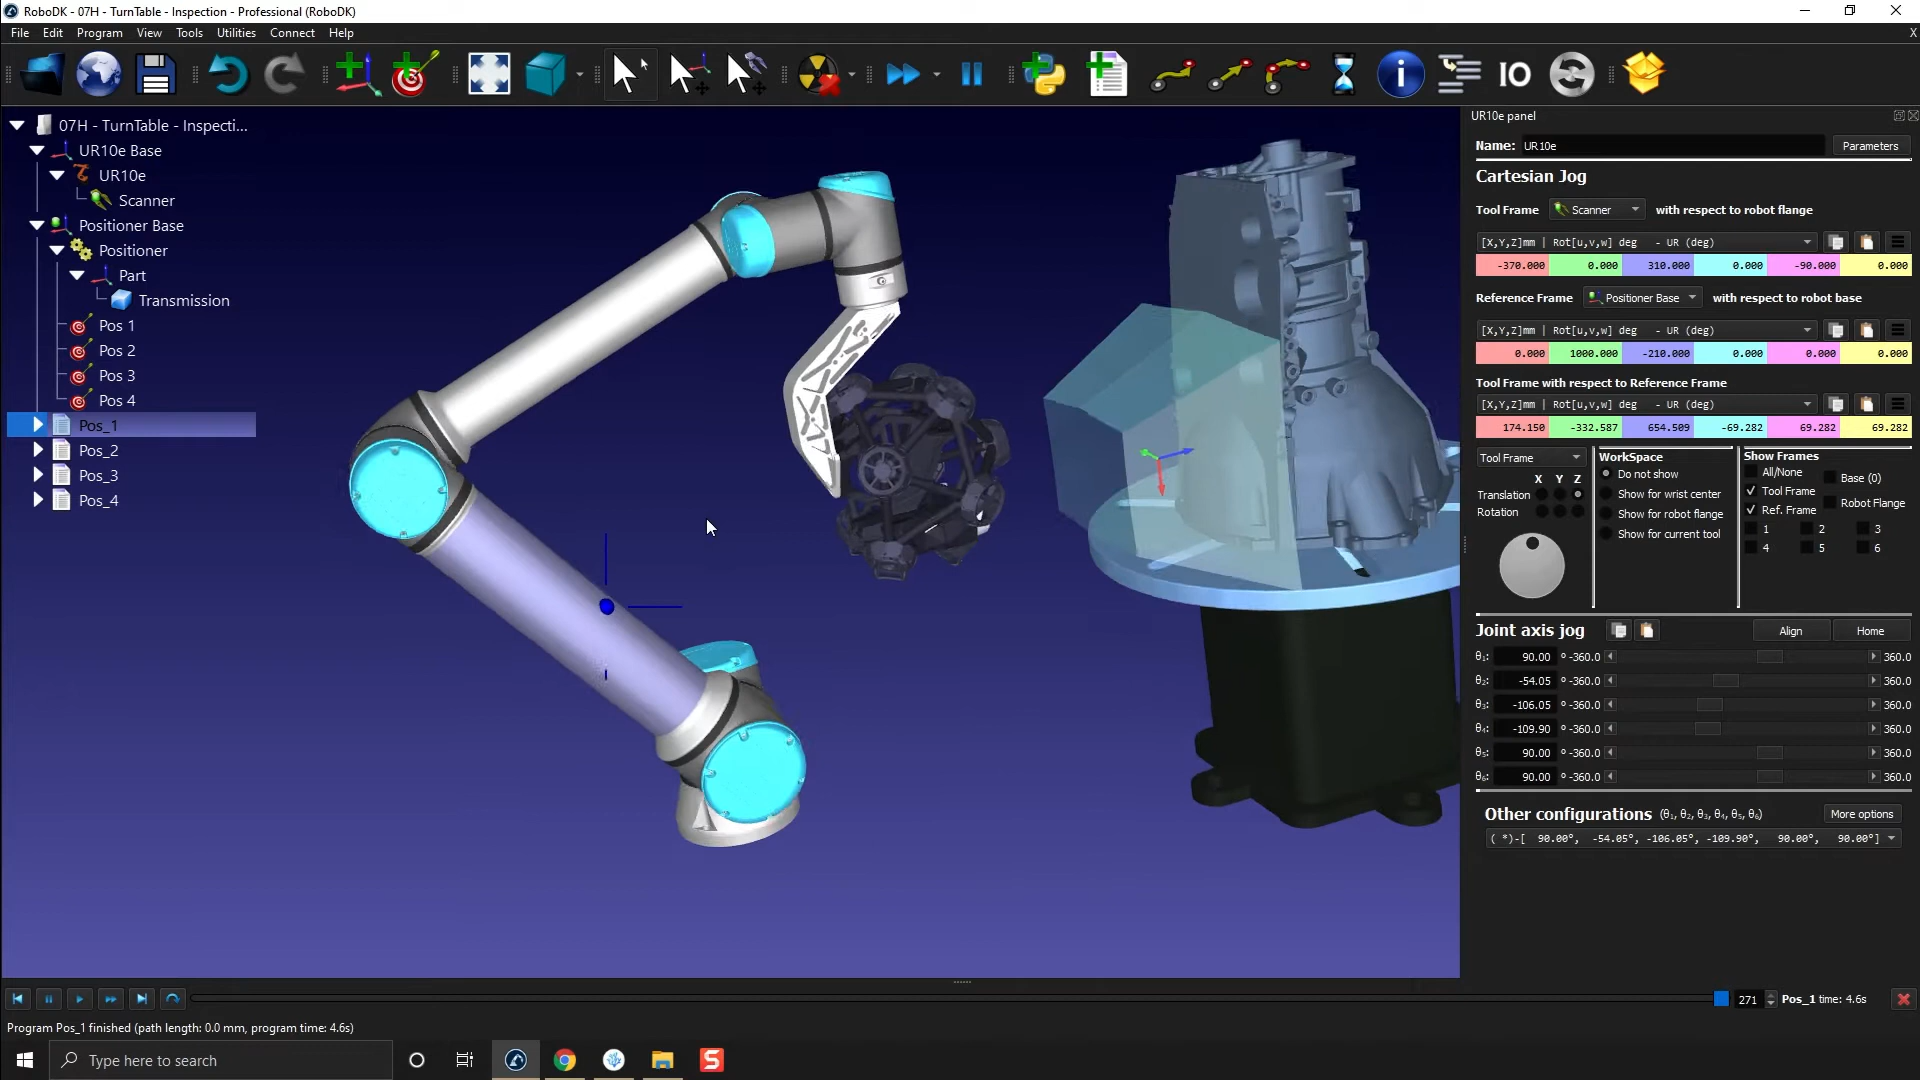 RoboDK - 07H - TurnTable - Inspection - Professional (RoboDK)
File Edit Program View Tools Utilities Connect Help X
IO
07H - TurnTable - Inspecti...
UR10e Base
UR10e
Scanner
Positioner Base
Positioner
Part
Transmission
Pos 1
Pos 2
Pos 3
Pos 4
Pos_1
Pos_2
Pos_3
Pos_4
UR10e panel
Name: UR10e Parameters
Cartesian Jog
Tool Frame Scanner with respect to robot flange
[X,Y,Z]mm | Rot[u,v,w] deg - UR (deg)
-370.000 0.000 310.000 0.000 -90.000 0.000
Reference Frame Positioner Base with respect to robot base
[X,Y,Z]mm | Rot[u,v,w] deg - UR (deg)
0.000 1000.000 -210.000 0.000 0.000 0.000
Tool Frame with respect to Reference Frame
[X,Y,Z]mm | Rot[u,v,w] deg - UR (deg)
174.150 -332.587 654.509 -69.282 69.282 69.282
Tool Frame
X Y Z
Translation
Rotation
WorkSpace
Do not show
Show for wrist center
Show for robot flange
Show for current tool
Show Frames
All/None Base (0)
Tool Frame Robot Flange
Ref. Frame
1 2 3
4 5 6
Joint axis jog Align Home
θ₁: 90.00 º -360.0 360.0
θ₂: -54.05 º -360.0 360.0
θ₃: -106.05 º -360.0 360.0
θ₄: -109.90 º -360.0 360.0
θ₅: 90.00 º -360.0 360.0
θ₆: 90.00 º -360.0 360.0
Other configurations (θ₁, θ₂, θ₃, θ₄, θ₅, θ₆) More options
( *)-[ 90.00°, -54.05°, -106.05°, -109.90°, 90.00°, 90.00°]
271 Pos_1 time: 4.6s
Program Pos_1 finished (path length: 0.0 mm, program time: 4.6s)
Type here to search
S